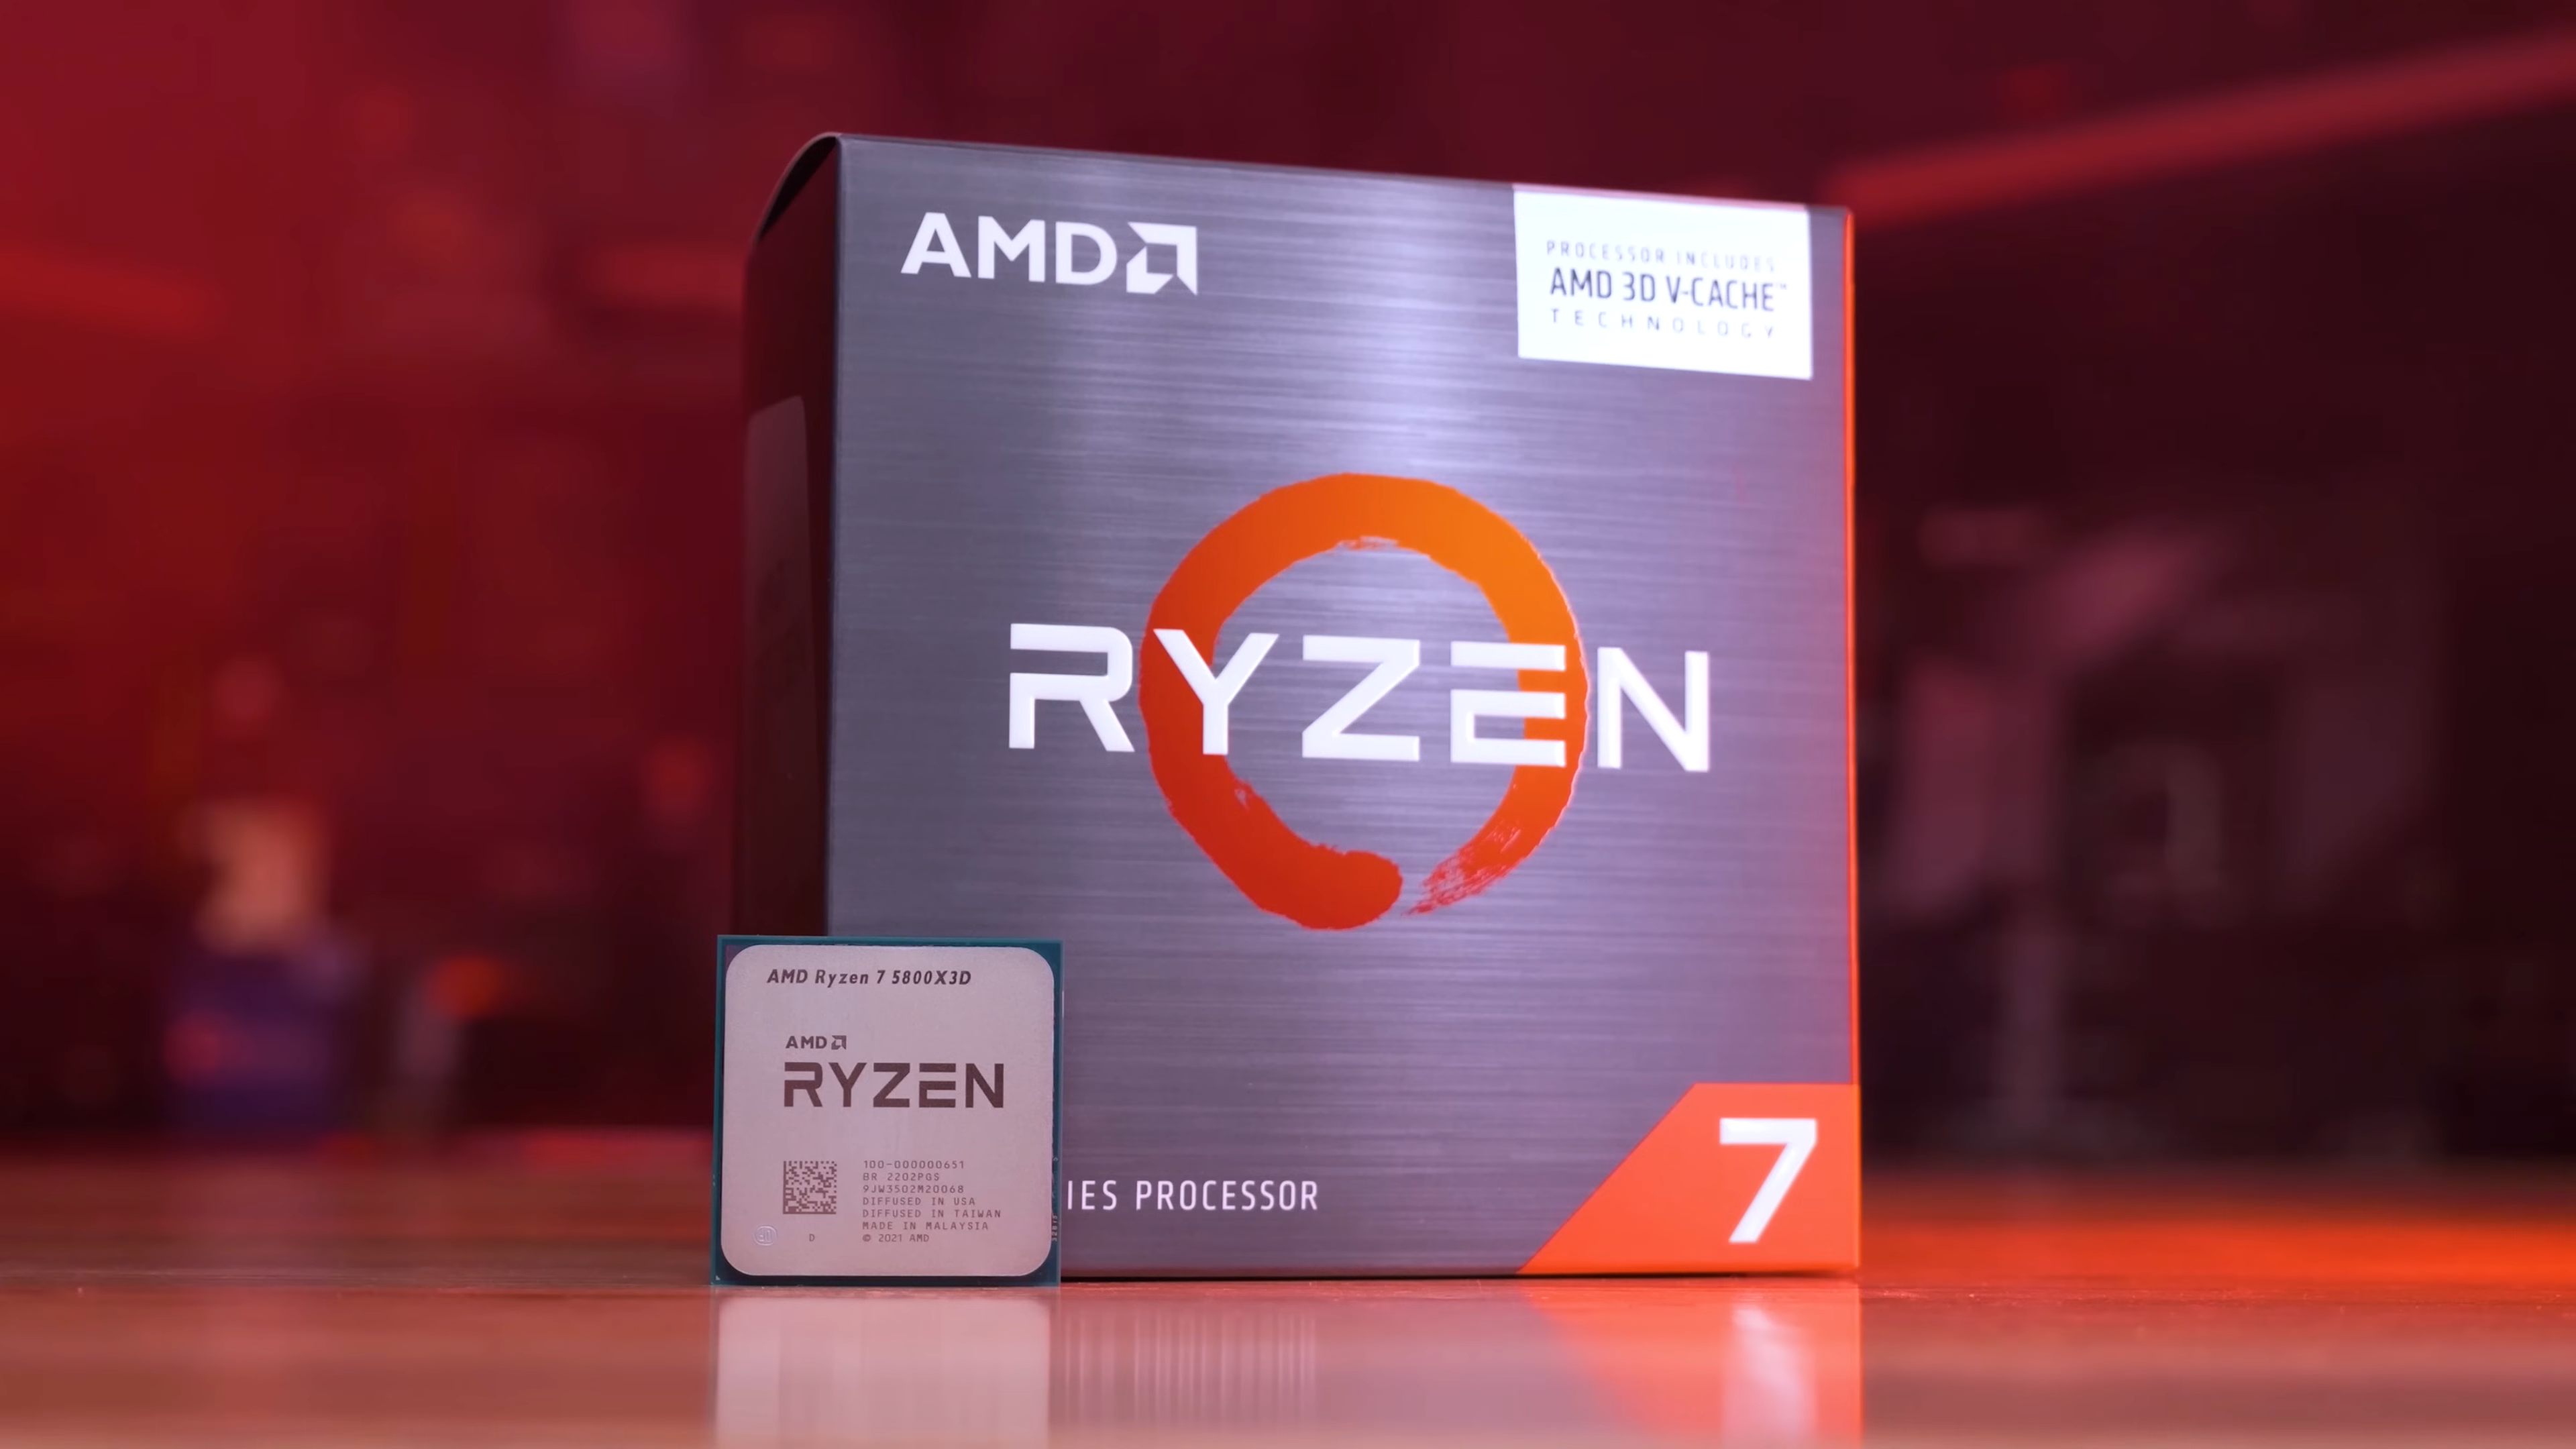 AMD
PROCESSOR INCLUDES
AMD 3D V-CACHE™
TECHNOLOGY
RYZEN
7
IES PROCESSOR
AMD Ryzen 7 5800X3D
AMD
RYZEN
100-000000651
BR 2202PGS
9JW3502M20068
DIFFUSED IN USA
DIFFUSED IN TAIWAN
MADE IN MALAYSIA
© 2021 AMD
D